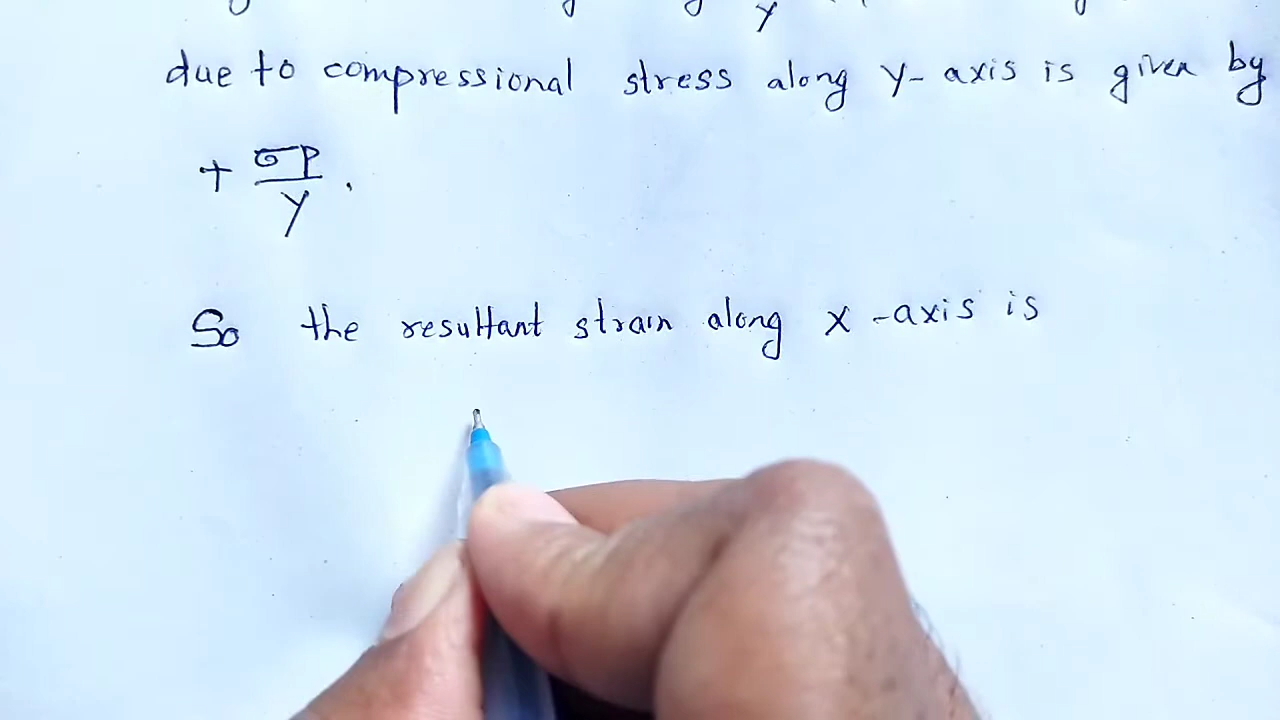 due to compressional stress along Y-axis is given by
+ σP/Y.
So the resultant strain along X-axis is